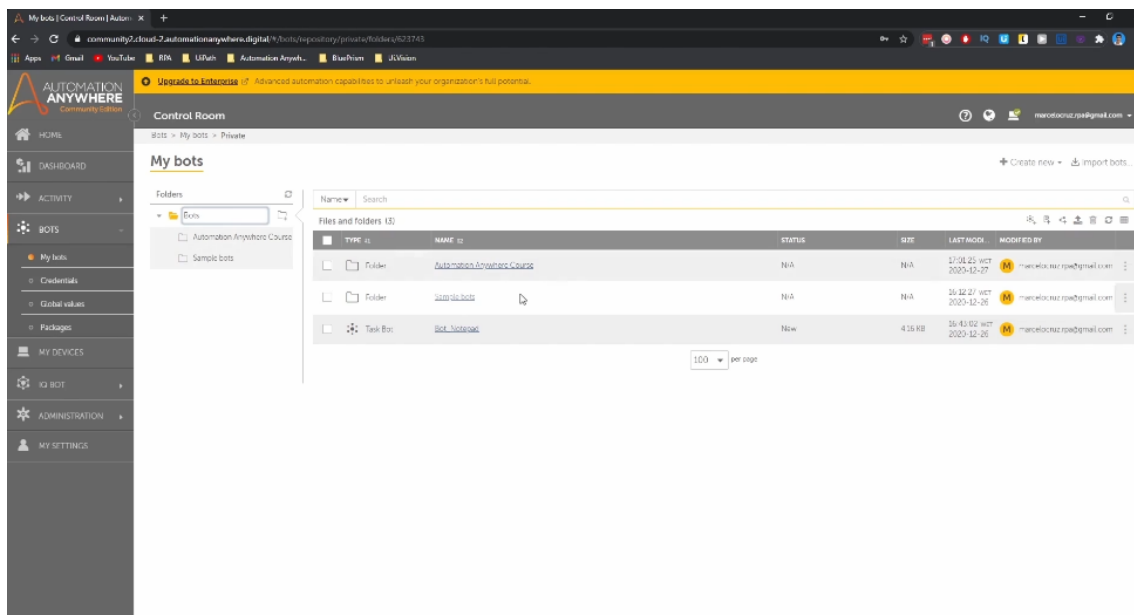 My bots | Control Room | Autom
community2.cloud-2.automationanywhere.digital/#/bots/repository/private/folders/623743
Apps Gmail YouTube RPA UiPath Automation Anywh... BluePrism JiVision
AUTOMATION
ANYWHERE
Community Edition
Upgrade to Enterprise Advanced automation capabilities to unleash your organization's full potential.
Control Room
marcelocruz.rpa@gmail.com
Bots > My bots > Private
HOME
DASHBOARD
ACTIVITY
BOTS
My bots
Credentials
Global values
Packages
MY DEVICES
IQ BOT
ADMINISTRATION
MY SETTINGS
My bots
Create new
Import bots...
Folders
Bots
Automation Anywhere Course
Sample bots
Name Search
Files and folders (3)
TYPE NAME STATUS SIZE LAST MODI... MODIFIED BY
Folder Automation Anywhere Course N/A N/A 17:01:25 WET 2020-12-27 M marcelocruz.rpa@gmail.com
Folder Sample bots N/A N/A 16:12:27 WET 2020-12-26 M marcelocruz.rpa@gmail.com
Task Bot Bot_Notepad New 4.16 KB 16:43:02 WET 2020-12-26 M marcelocruz.rpa@gmail.com
100 per page